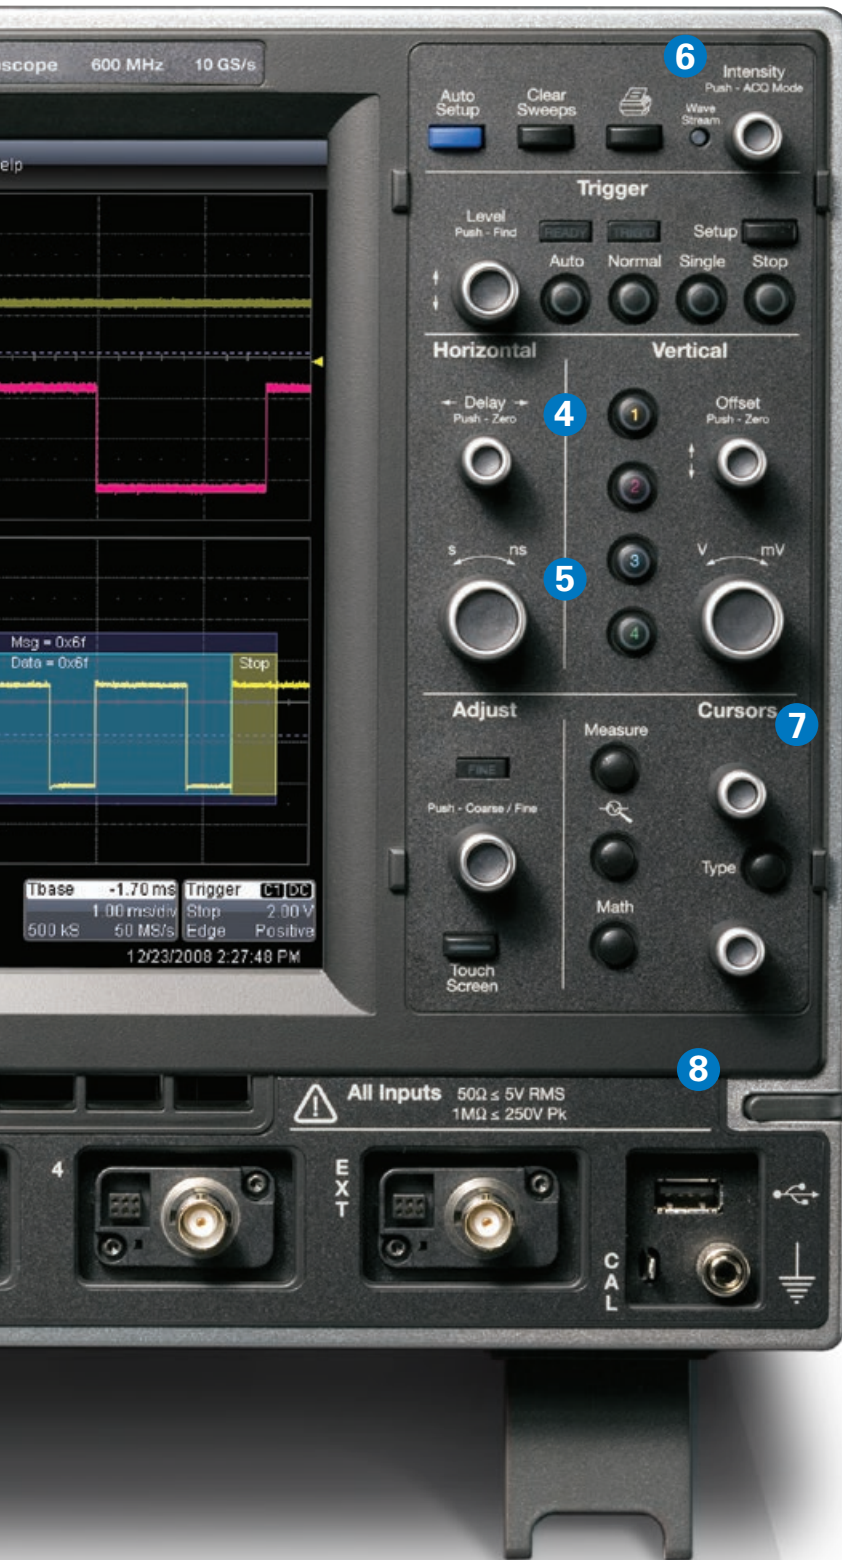 scope 600 MHz 10 GS/s
elp
6
Intensity
Push - ACQ Mode
Auto
Setup
Clear
Sweeps
Wave
Stream
Trigger
Level
Push - Find
READY
TRIG'D
Setup
Auto
Normal
Single
Stop
Horizontal
Vertical
Delay
Push - Zero
4
1
Offset
Push - Zero
2
s
ns
5
3
V
mV
4
Msg = 0x6f
Data = 0x6f
Stop
Adjust
Cursors
7
Measure
FINE
Push - Coarse / Fine
Type
Math
Touch
Screen
Tbase -1.70 ms
1.00 ms/div
500 kS 50 MS/s
Trigger C1 DC
Stop 2.00 V
Edge Positive
12/23/2008 2:27:48 PM
8
All Inputs 50Ω ≤ 5V RMS
1MΩ ≤ 250V Pk
4
EXT
CAL